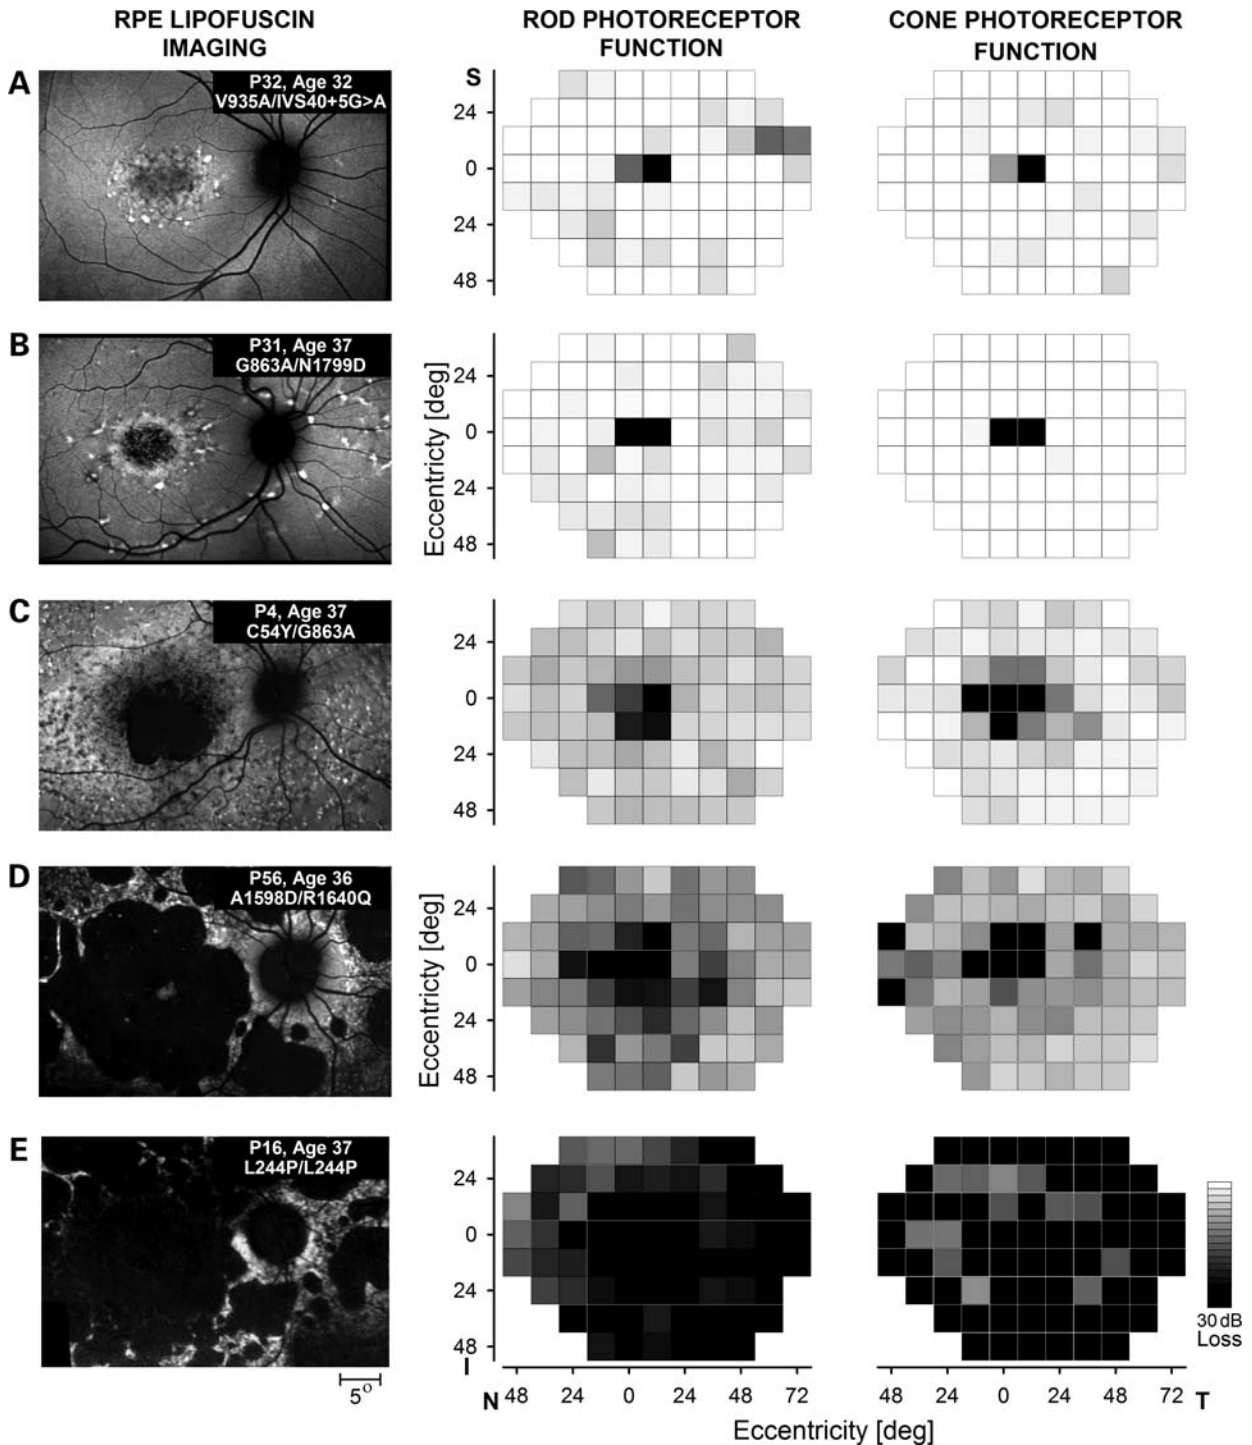 RPE LIPOFUSCIN
IMAGING
ROD PHOTORECEPTOR
FUNCTION
CONE PHOTORECEPTOR
FUNCTION
A
P32, Age 32
V935A/IVS40+5G>A
S
24
0
24
48
B
P31, Age 37
G863A/N1799D
Eccentricty [deg]
24
0
24
48
C
P4, Age 37
C54Y/G863A
24
0
24
48
D
P56, Age 36
A1598D/R1640Q
Eccentricity [deg]
24
0
24
48
E
P16, Age 37
L244P/L244P
24
0
24
48
I
5o
30 dB
Loss
N
48 24 0 24 48 72
48 24 0 24 48 72
T
Eccentricity [deg]